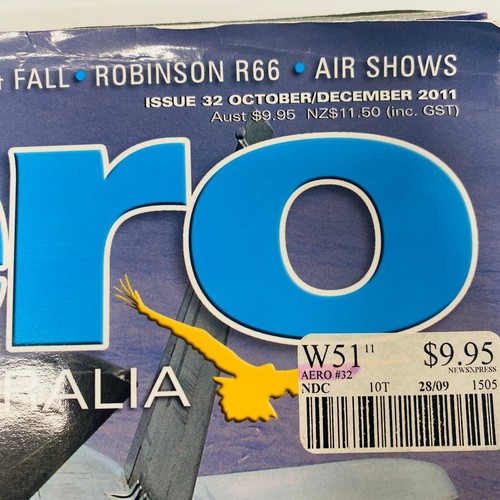 FALL • ROBINSON R66 • AIR SHOWS
ISSUE 32 OCTOBER/DECEMBER 2011
Aust $9.95 NZ$11.50 (inc. GST)
ero
RALIA
W51 11 $9.95
AERO #32 NEWSXPRESS
NDC 10T 28/09 1505